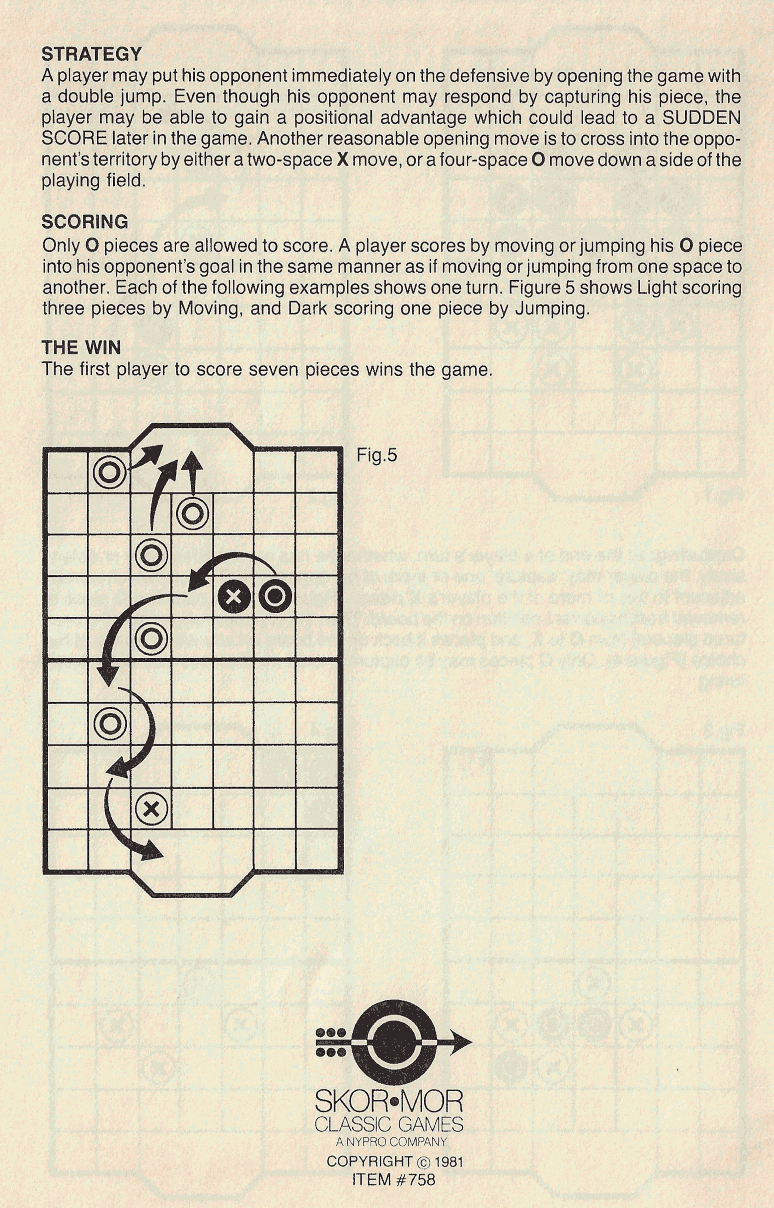 STRATEGY
A player may put his opponent immediately on the defensive by opening the game with
a double jump. Even though his opponent may respond by capturing his piece, the
player may be able to gain a positional advantage which could lead to a SUDDEN
SCORE later in the game. Another reasonable opening move is to cross into the oppo-
nent's territory by either a two-space X move, or a four-space O move down a side of the
playing field.
SCORING
Only O pieces are allowed to score. A player scores by moving or jumping his O piece
into his opponent's goal in the same manner as if moving or jumping from one space to
another. Each of the following examples shows one turn. Figure 5 shows Light scoring
three pieces by Moving, and Dark scoring one piece by Jumping.
THE WIN
The first player to score seven pieces wins the game.
Fig.5
SKOR•MOR
CLASSIC GAMES
A NYPRO COMPANY
COPYRIGHT © 1981
ITEM #758